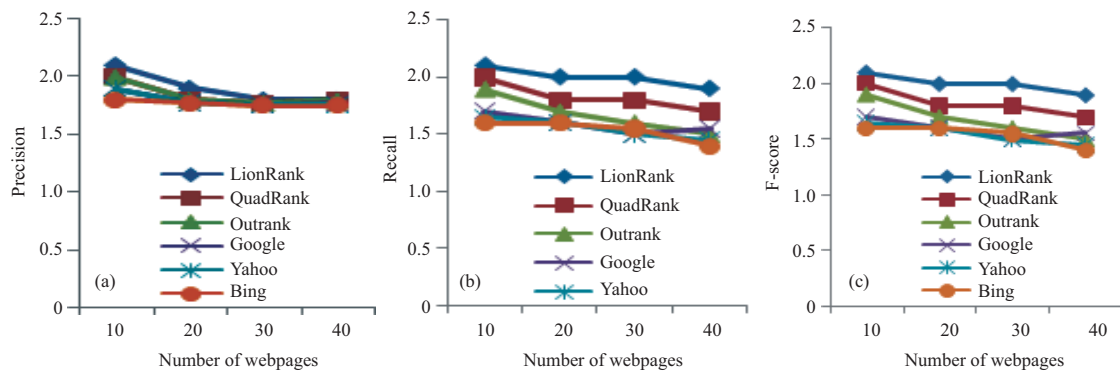 2.5
2.0
1.5
1.0
0.5
0
Precision
LionRank
QuadRank
Outrank
Google
Yahoo
Bing
(a)
10 20 30 40
Number of webpages
2.5
2.0
1.5
1.0
0.5
0
Recall
LionRank
QuadRank
Outrank
Google
Yahoo
(b)
10 20 30 40
Number of webpages
2.5
2.0
1.5
1.0
0.5
0
F-score
LionRank
QuadRank
Outrank
Google
Yahoo
Bing
(c)
10 20 30 40
Number of webpages